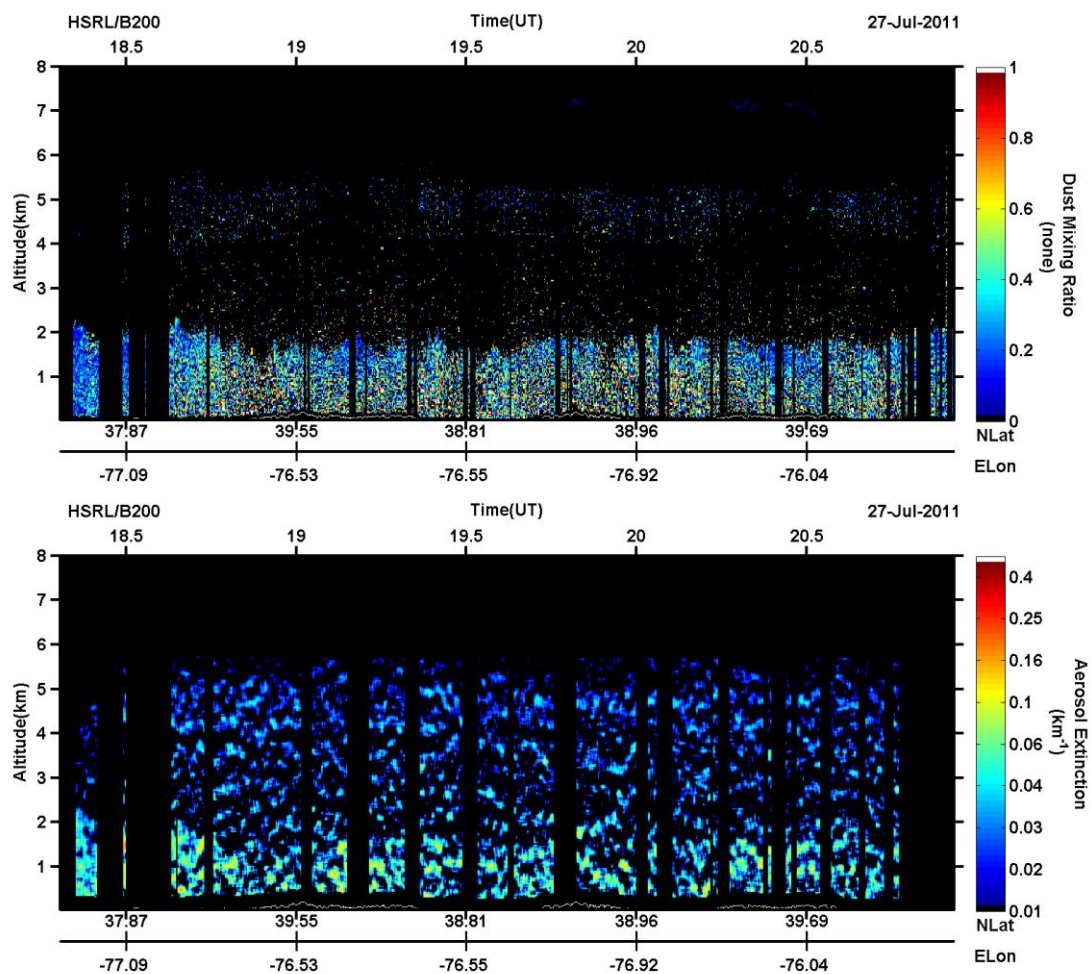 HSRL/B200 Time(UT) 27-Jul-2011
18.5 19 19.5 20 20.5
8
7
6
5
4
3
2
1
Altitude(km)
1
0.8
0.6
0.4
0.2
0
Dust Mixing Ratio
(none)
37.97 39.55 38.81 38.96 39.69 NLat
-77.09 -76.53 -76.55 -76.92 -76.04 ELon
HSRL/B200 Time(UT) 27-Jul-2011
18.5 19 19.5 20 20.5
8
7
6
5
4
3
2
1
Altitude(km)
0.4
0.25
0.16
0.1
0.06
0.04
0.03
0.02
0.01
Aerosol Extinction
(km-1)
37.97 39.55 38.81 38.96 39.69 NLat
-77.09 -76.53 -76.55 -76.92 -76.04 ELon